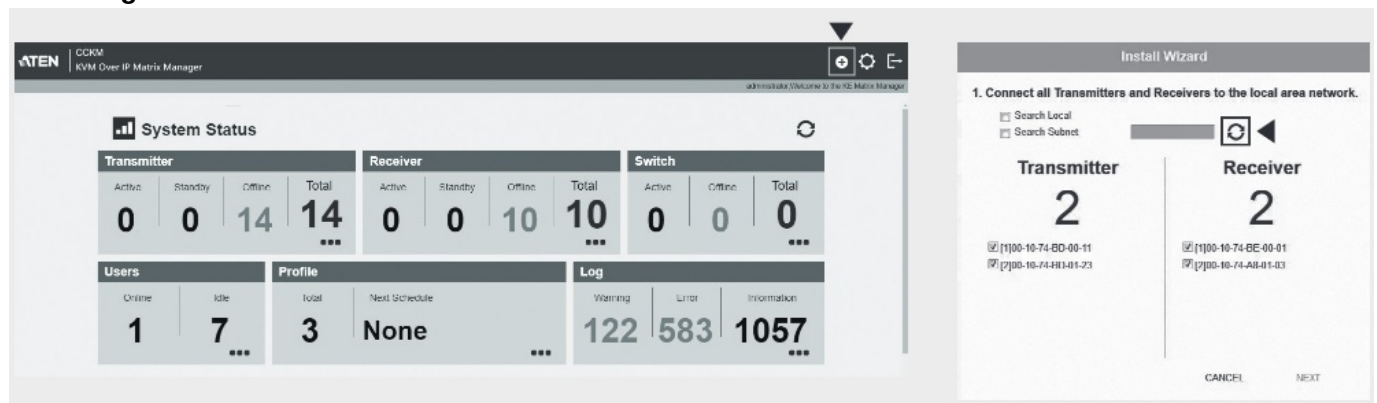 ATEN
CCKM
KVM Over IP Matrix Manager
administrator,Welcome to the KE Matrix Manager
System Status
Transmitter
Active Standby Offline Total
0 0 14 14
Receiver
Active Standby Offline Total
0 0 10 10
Switch
Active Offline Total
0 0 0
Users
Online Idle
1 7
Profile
Total Next Schedule
3 None
Log
Warning Error Information
122 583 1057
Install Wizard
1. Connect all Transmitters and Receivers to the local area network.
Search Local
Search Subnet
Transmitter
2
[1]00-10-74-BD-00-11
[2]00-10-74-BD-01-23
Receiver
2
[1]00-10-74-BE-00-01
[2]00-10-74-AB-01-03
CANCEL NEXT